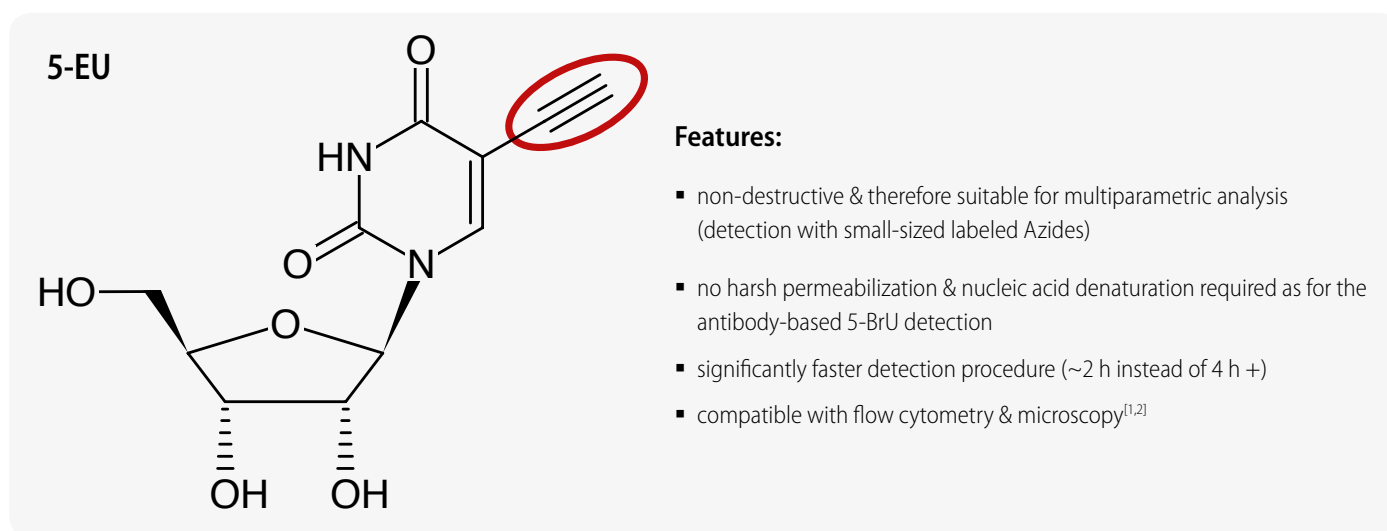 5-EU
O
HN
O
N
HO
O
OH
OH
Features:
▪ non-destructive & therefore suitable for multiparametric analysis
(detection with small-sized labeled Azides)
▪ no harsh permeabilization & nucleic acid denaturation required as for the
antibody-based 5-BrU detection
▪ significantly faster detection procedure (~2 h instead of 4 h +)
▪ compatible with flow cytometry & microscopy[1,2]